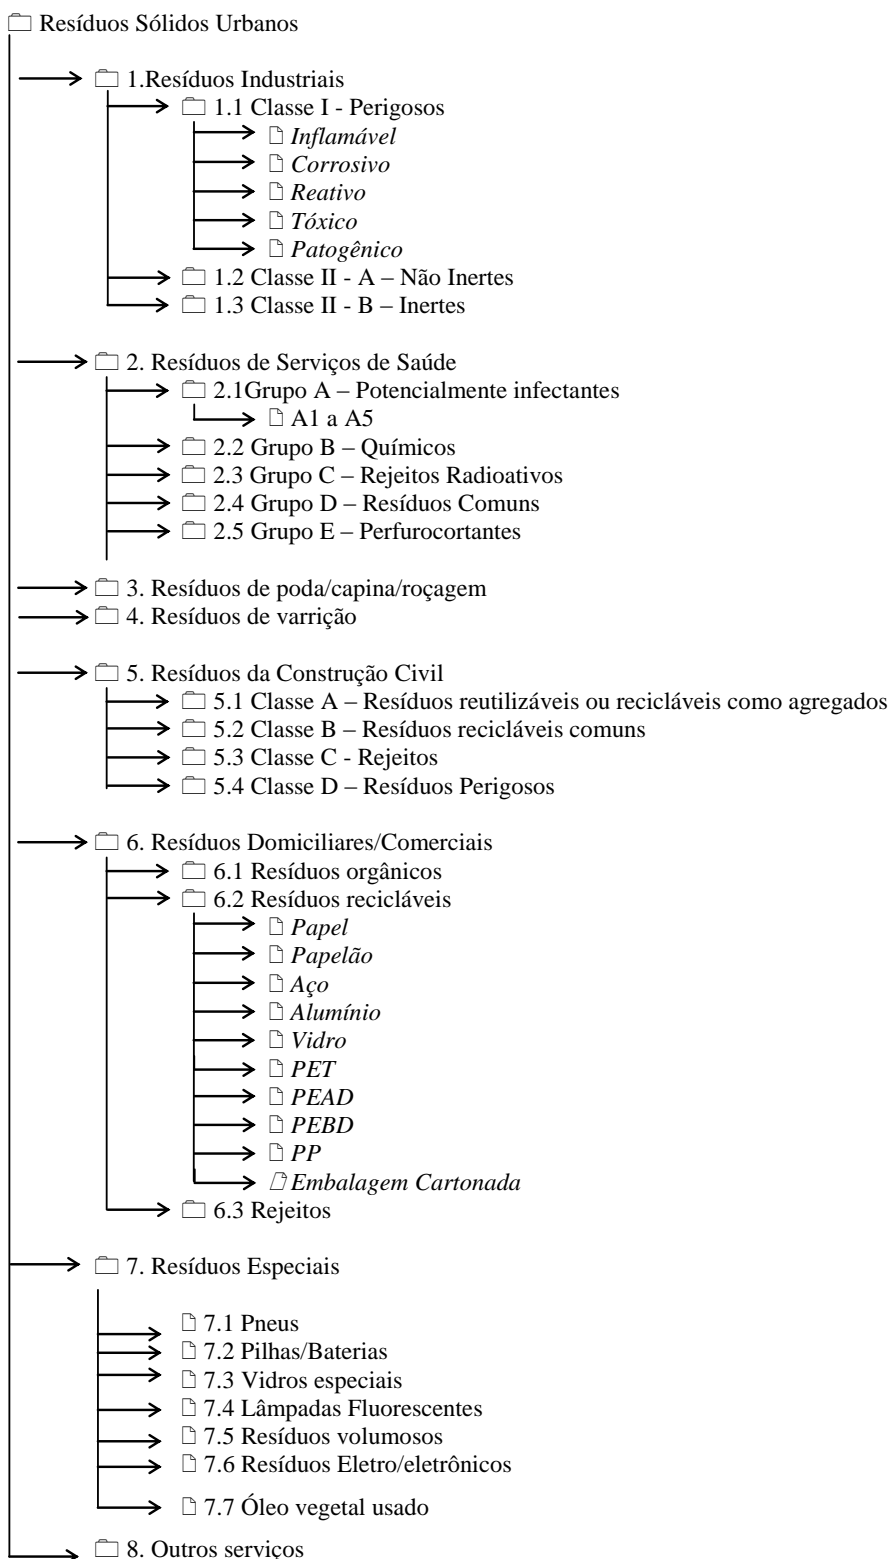 Resíduos Sólidos Urbanos
1.Resíduos Industriais
1.1 Classe I - Perigosos
Inflamável
Corrosivo
Reativo
Tóxico
Patogênico
1.2 Classe II - A – Não Inertes
1.3 Classe II - B – Inertes
2. Resíduos de Serviços de Saúde
2.1Grupo A – Potencialmente infectantes
A1 a A5
2.2 Grupo B – Químicos
2.3 Grupo C – Rejeitos Radioativos
2.4 Grupo D – Resíduos Comuns
2.5 Grupo E – Perfurocortantes
3. Resíduos de poda/capina/roçagem
4. Resíduos de varrição
5. Resíduos da Construção Civil
5.1 Classe A – Resíduos reutilizáveis ou recicláveis como agregados
5.2 Classe B – Resíduos recicláveis comuns
5.3 Classe C - Rejeitos
5.4 Classe D – Resíduos Perigosos
6. Resíduos Domiciliares/Comerciais
6.1 Resíduos orgânicos
6.2 Resíduos recicláveis
Papel
Papelão
Aço
Alumínio
Vidro
PET
PEAD
PEBD
PP
Embalagem Cartonada
6.3 Rejeitos
7. Resíduos Especiais
7.1 Pneus
7.2 Pilhas/Baterias
7.3 Vidros especiais
7.4 Lâmpadas Fluorescentes
7.5 Resíduos volumosos
7.6 Resíduos Eletro/eletrônicos
7.7 Óleo vegetal usado
8. Outros serviços